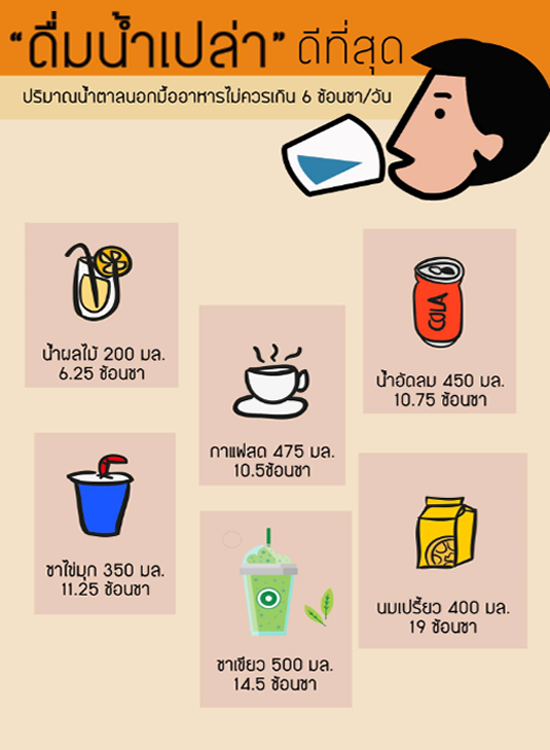 “ดื่มน้ำเปล่า” ดีที่สุด
ปริมาณน้ำตาลนอกมื้ออาหารไม่ควรเกิน 6 ช้อนชา/วัน
น้ำผลไม้ 200 มล.
6.25 ช้อนชา
COLA
น้ำอัดลม 450 มล.
10.75 ช้อนชา
กาแฟสด 475 มล.
10.5ช้อนชา
ชาไข่มุก 350 มล.
11.25 ช้อนชา
นมเปรี้ยว 400 มล.
19 ช้อนชา
ชาเขียว 500 มล.
14.5 ช้อนชา